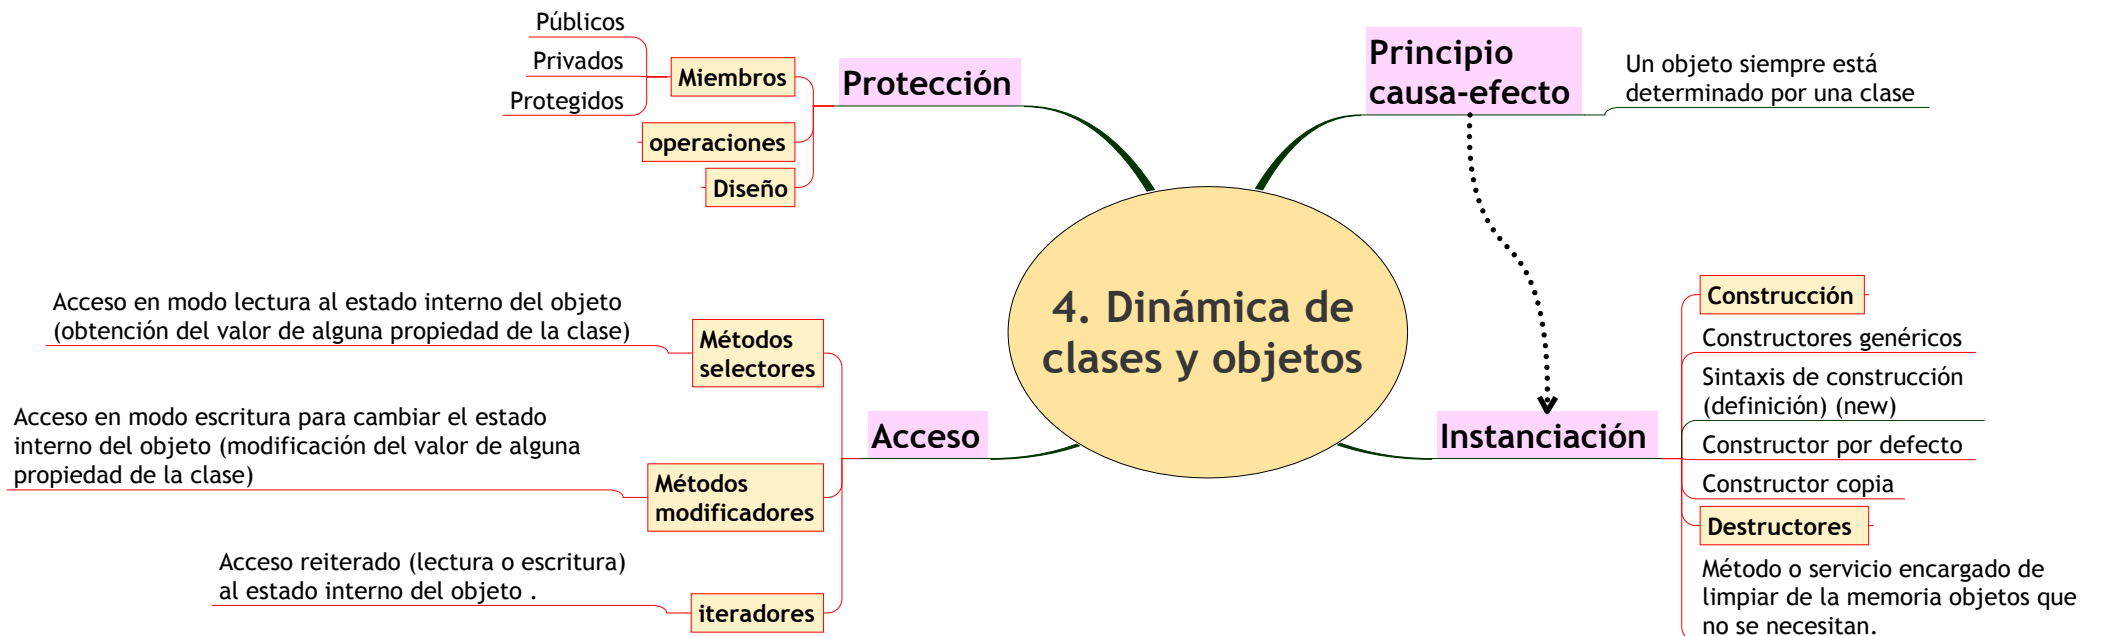 Públicos
Privados
Protegidos
Miembros
operaciones
Diseño
Protección
Principio
causa-efecto
Un objeto siempre está
determinado por una clase
4. Dinámica de
clases y objetos
Acceso en modo lectura al estado interno del objeto
(obtención del valor de alguna propiedad de la clase)
Métodos
selectores
Acceso en modo escritura para cambiar el estado
interno del objeto (modificación del valor de alguna
propiedad de la clase)
Métodos
modificadores
Acceso reiterado (lectura o escritura)
al estado interno del objeto .
iteradores
Acceso
Instanciación
Construcción
Constructores genéricos
Sintaxis de construcción
(definición) (new)
Constructor por defecto
Constructor copia
Destructores
Método o servicio encargado de
limpiar de la memoria objetos que
no se necesitan.